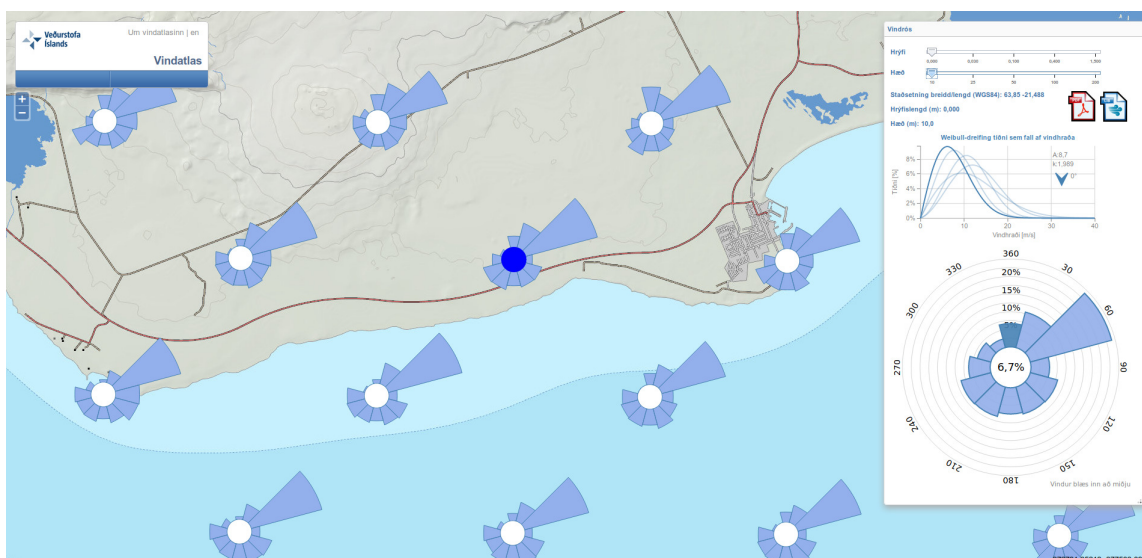 Veðurstofa
Íslands
Um vindatlasinn | en
Vindatlas
+
−
Vindrós
Hrýfi
0,000
0,030
0,100
0,400
1,500
Hæð
10
25
50
100
200
Staðsetning breidd/lengd (WGS84): 63,85 -21,488
Hrýfislengd (m): 0,000
Hæð (m): 10,0
Weibull-dreifing tíðni sem fall af vindhraða
A:8,7
k:1.989
0°
Tíðni [%]
8%
6%
4%
2%
0%
0
10
20
30
40
Vindhraði [m/s]
360
30
60
90
120
150
180
210
240
270
300
330
20%
15%
10%
6,7%
Vindur blæs inn að miðju